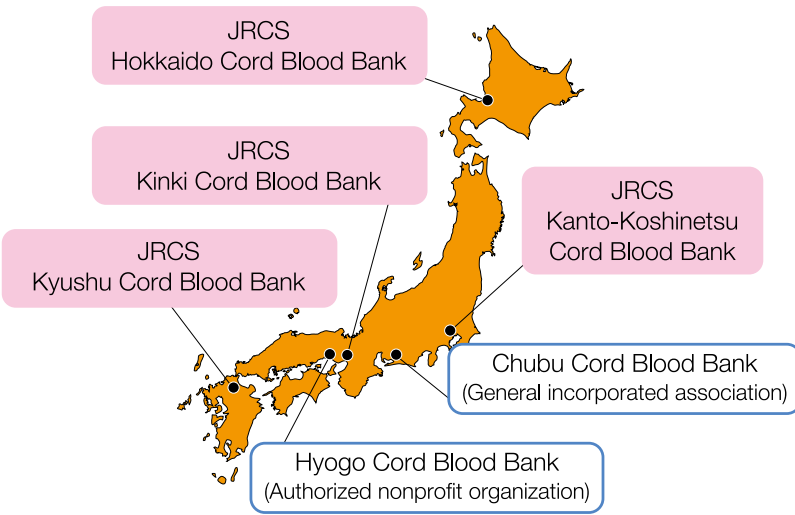 JRCS
Hokkaido Cord Blood Bank
JRCS
Kinki Cord Blood Bank
JRCS
Kanto-Koshinetsu
Cord Blood Bank
JRCS
Kyushu Cord Blood Bank
Chubu Cord Blood Bank
(General incorporated association)
Hyogo Cord Blood Bank
(Authorized nonprofit organization)